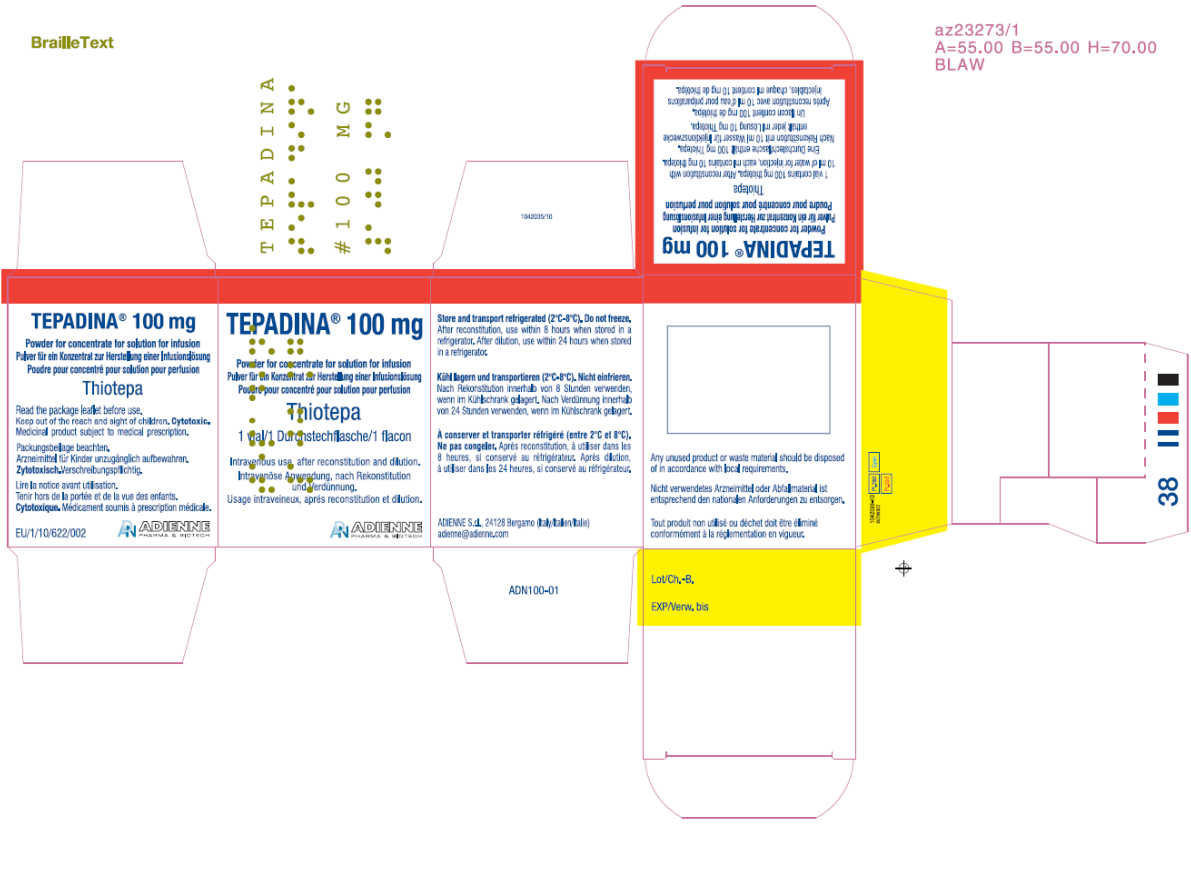 BrailleText
az23273/1
A=55.00 B=55.00 H=70.00
BLAW
TEPADINA
#100 MG
1042035/10
TEPADINA® 100 mg
Powder for concentrate for solution for infusion
Pulver für ein Konzentrat zur Herstellung einer Infusionslösung
Poudre pour concentré pour solution pour perfusion
Thiotepa
1 vial contains 100 mg thiotepa. After reconstitution with
10 ml of water for injection, each ml contains 10 mg thiotepa.
Eine Durchstechflasche enthält 100 mg Thiotepa.
Nach Rekonstitution mit 10 ml Wasser für Injektionszwecke
enthält jeder ml Lösung 10 mg Thiotepa.
Un flacon contient 100 mg de thiotépa.
Après reconstitution avec 10 ml d'eau pour préparations
injectables, chaque ml contient 10 mg de thiotépa.
TEPADINA® 100 mg
Powder for concentrate for solution for infusion
Pulver für ein Konzentrat zur Herstellung einer Infusionslösung
Poudre pour concentré pour solution pour perfusion
Thiotepa
Read the package leaflet before use.
Keep out of the reach and sight of children. Cytotoxic.
Medicinal product subject to medical prescription.
Packungsbeilage beachten.
Arzneimittel für Kinder unzugänglich aufbewahren.
Zytotoxisch.Verschreibungspflichtig.
Lire la notice avant utilisation.
Tenir hors de la portée et de la vue des enfants.
Cytotoxique. Médicament soumis à prescription médicale.
EU/1/10/622/002
ADIENNE
PHARMA & BIOTECH
TEPADINA® 100 mg
Powder for concentrate for solution for infusion
Pulver für ein Konzentrat zur Herstellung einer Infusionslösung
Poudre pour concentré pour solution pour perfusion
Thiotepa
1 vial/1 Durchstechflasche/1 flacon
Intravenous use, after reconstitution and dilution.
Intravenöse Anwendung, nach Rekonstitution
und Verdünnung.
Usage intraveineux, après reconstitution et dilution.
ADIENNE
PHARMA & BIOTECH
Store and transport refrigerated (2°C-8°C). Do not freeze.
After reconstitution, use within 8 hours when stored in a
refrigerator. After dilution, use within 24 hours when stored
in a refrigerator.
Kühl lagern und transportieren (2°C-8°C). Nicht einfrieren.
Nach Rekonstitution innerhalb von 8 Stunden verwenden,
wenn im Kühlschrank gelagert. Nach Verdünnung innerhalb
von 24 Stunden verwenden, wenn im Kühlschrank gelagert.
À conserver et transporter réfrigéré (entre 2°C et 8°C).
Ne pas congeler. Après reconstitution, à utiliser dans les
8 heures, si conservé au réfrigérateur. Après dilution,
à utiliser dans les 24 heures, si conservé au réfrigérateur.
ADIENNE S.r.l., 24128 Bergamo (Italy/Italien/Italie)
adienne@adienne.com
Any unused product or waste material should be disposed
of in accordance with local requirements.
Nicht verwendetes Arzneimittel oder Abfallmaterial ist
entsprechend den nationalen Anforderungen zu entsorgen.
Tout produit non utilisé ou déchet doit être éliminé
conformément à la réglementation en vigueur.
38
ADN100-01
Lot/Ch.-B.
EXP/Verw. bis